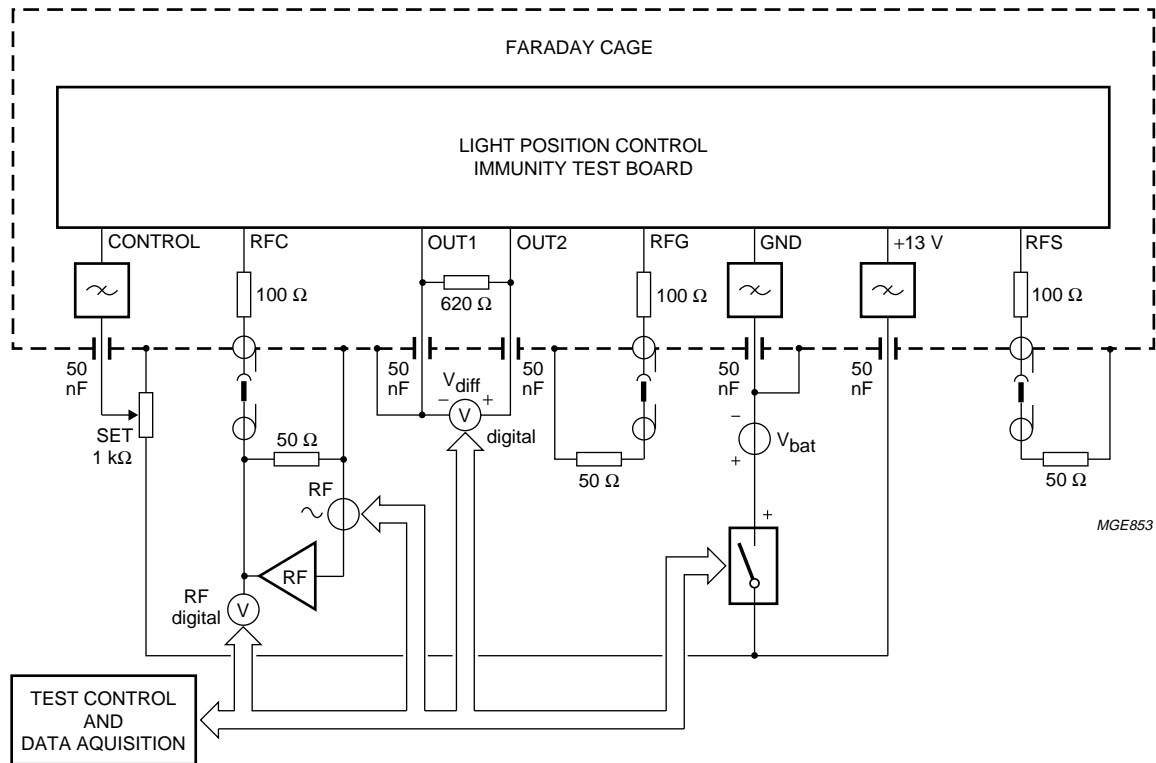 FARADAY CAGE
LIGHT POSITION CONTROL
IMMUNITY TEST BOARD
CONTROL
RFC
OUT1
OUT2
RFG
GND
+13 V
RFS
100 Ω
620 Ω
100 Ω
100 Ω
50
nF
50
nF
50
nF
50
nF
50
nF
Vdiff
−
+
V
digital
SET
1 kΩ
50 Ω
50 Ω
−
Vbat
+
50 Ω
RF
+
MGE853
RF
RF
digital
V
TEST CONTROL
AND
DATA AQUISITION